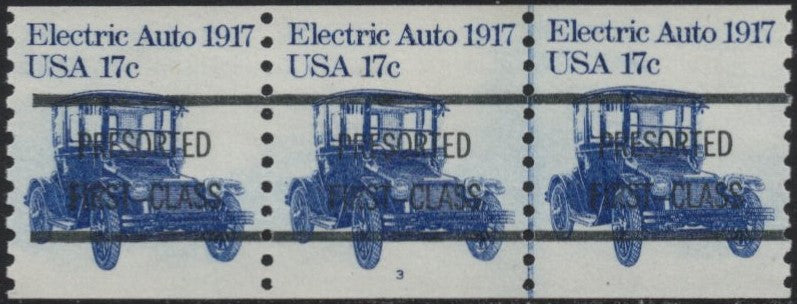 Electric Auto 1917
USA 17c
PRESORTED
FIRST-CLASS
Electric Auto 1917
USA 17c
PRESORTED
FIRST-CLASS
3
Electric Auto 1917
USA 17c
PRESORTED
FIRST-CLASS